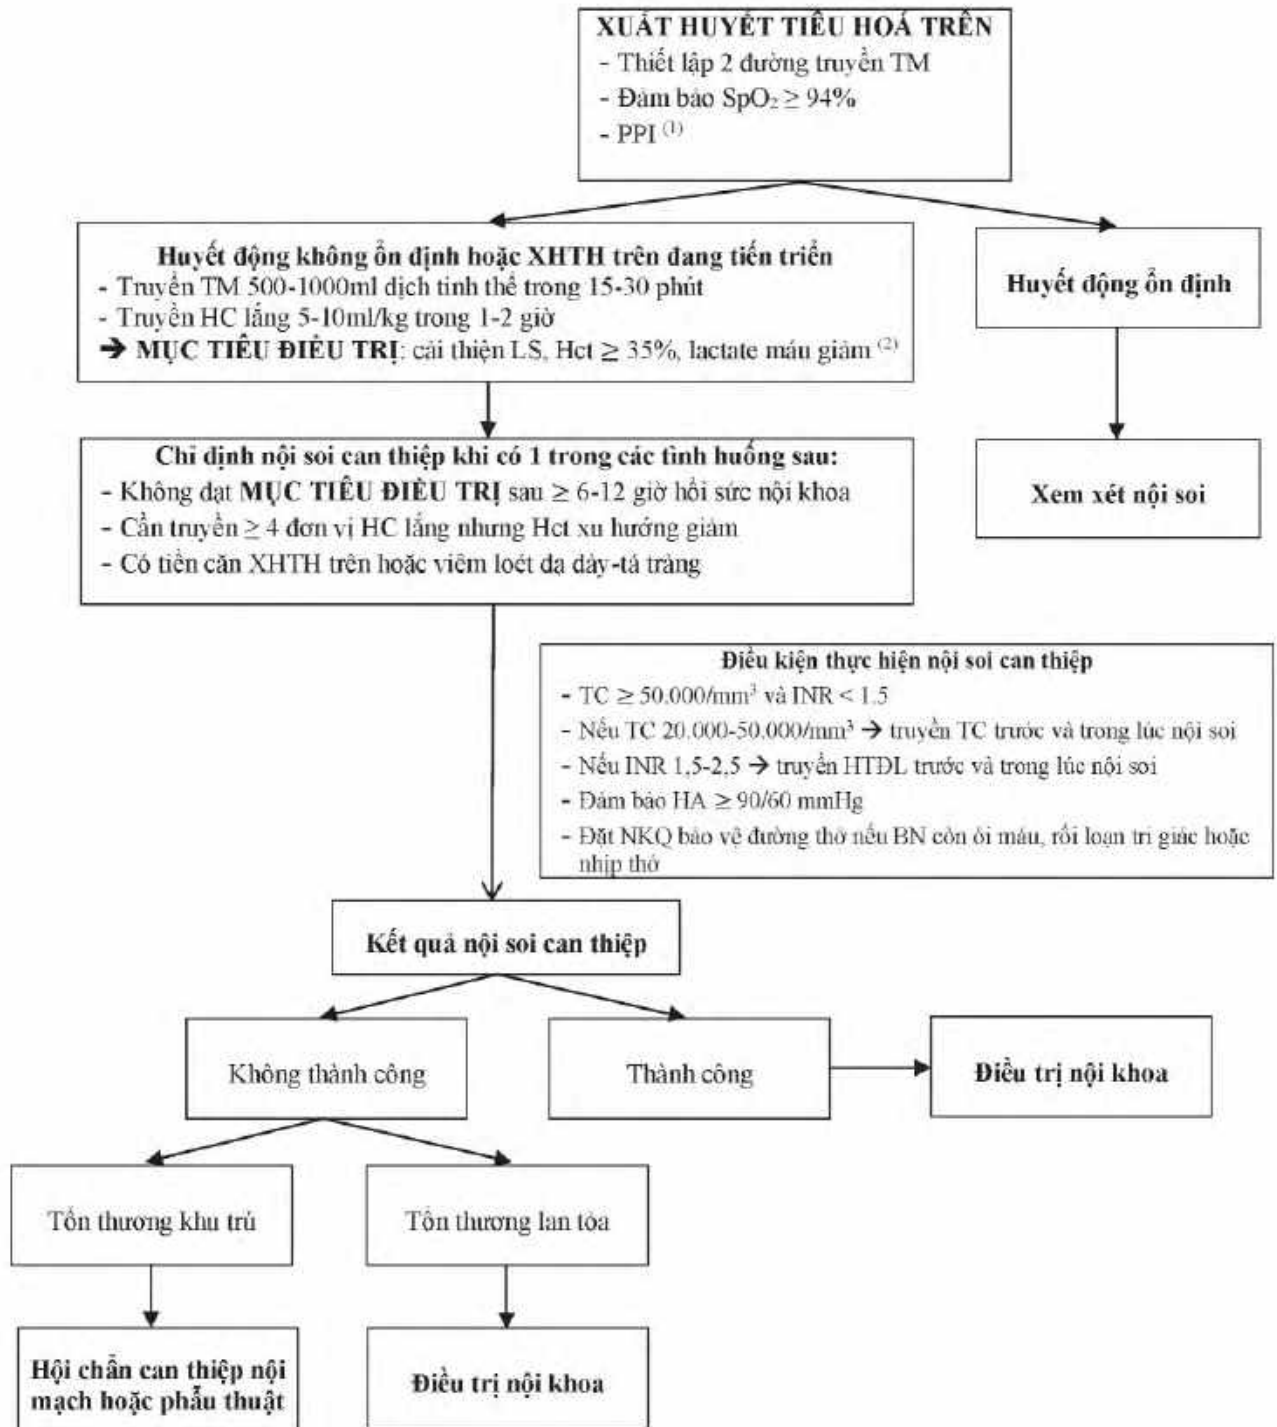 XUẤT HUYẾT TIÊU HOÁ TRÊN
- Thiết lập 2 đường truyền TM
- Đảm bảo SpO₂ ≥ 94%
- PPI ⁽¹⁾
Huyết động không ổn định hoặc XHTH trên đang tiến triển
- Truyền TM 500-1000ml dịch tinh thể trong 15-30 phút
- Truyền HC lắng 5-10ml/kg trong 1-2 giờ
➔ MỤC TIÊU ĐIỀU TRỊ: cải thiện LS, Hct ≥ 35%, lactate máu giảm ⁽²⁾
Huyết động ổn định
Chỉ định nội soi can thiệp khi có 1 trong các tình huống sau:
- Không đạt MỤC TIÊU ĐIỀU TRỊ sau ≥ 6-12 giờ hồi sức nội khoa
- Cần truyền ≥ 4 đơn vị HC lắng nhưng Hct xu hướng giảm
- Có tiền căn XHTH trên hoặc viêm loét dạ dày-tá tràng
Xem xét nội soi
Điều kiện thực hiện nội soi can thiệp
- TC ≥ 50.000/mm³ và INR < 1.5
- Nếu TC 20.000-50.000/mm³ ➔ truyền TC trước và trong lúc nội soi
- Nếu INR 1,5-2,5 ➔ truyền HTĐL trước và trong lúc nội soi
- Đảm bảo HA ≥ 90/60 mmHg
- Đặt NKQ bảo vệ đường thở nếu BN còn ói máu, rối loạn tri giác hoặc
nhịp thở
Kết quả nội soi can thiệp
Không thành công
Thành công
Điều trị nội khoa
Tổn thương khu trú
Tổn thương lan tỏa
Hội chẩn can thiệp nội
mạch hoặc phẫu thuật
Điều trị nội khoa